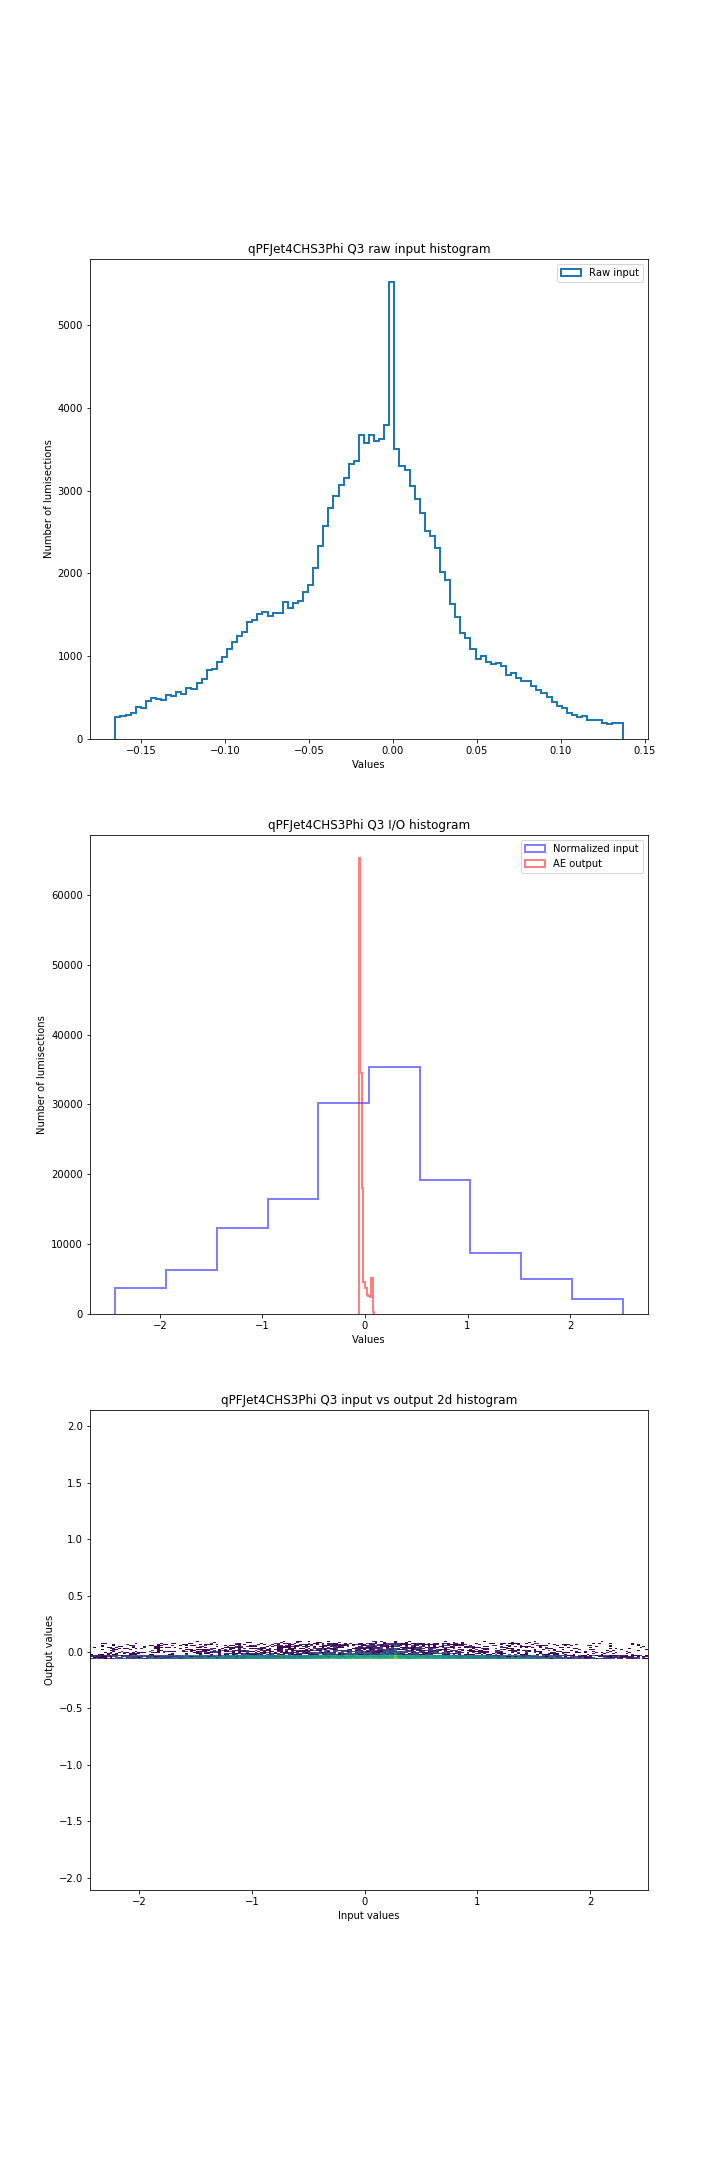 qPFJet4CHS3Phi Q3 raw input histogram
Raw input
5000
4000
3000
2000
1000
0
Number of lumisections
−0.15 −0.10 −0.05 0.00 0.05 0.10 0.15
Values
qPFJet4CHS3Phi Q3 I/O histogram
Normalized input
AE output
60000
50000
40000
30000
20000
10000
0
Number of lumisections
−2 −1 0 1 2
Values
qPFJet4CHS3Phi Q3 input vs output 2d histogram
2.0
1.5
1.0
0.5
0.0
−0.5
−1.0
−1.5
−2.0
Output values
−2 −1 0 1 2
Input values